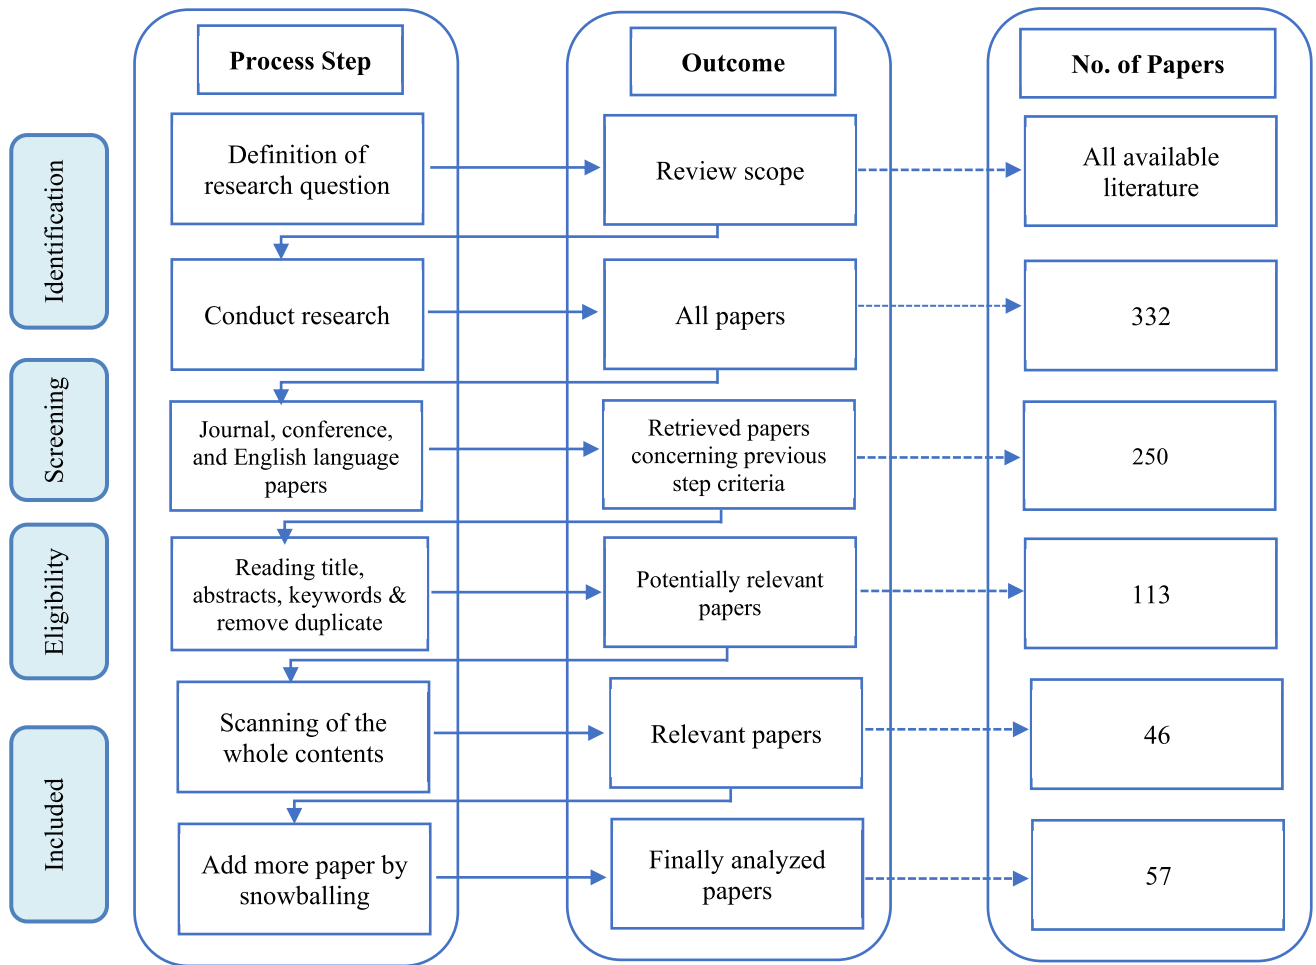 Process Step
Outcome
No. of Papers
Identification
Definition of
research question
Review scope
All available
literature
Conduct research
All papers
332
Screening
Journal, conference,
and English language
papers
Retrieved papers
concerning previous
step criteria
250
Eligibility
Reading title,
abstracts, keywords &
remove duplicate
Potentially relevant
papers
113
Scanning of the
whole contents
Relevant papers
46
Included
Add more paper by
snowballing
Finally analyzed
papers
57